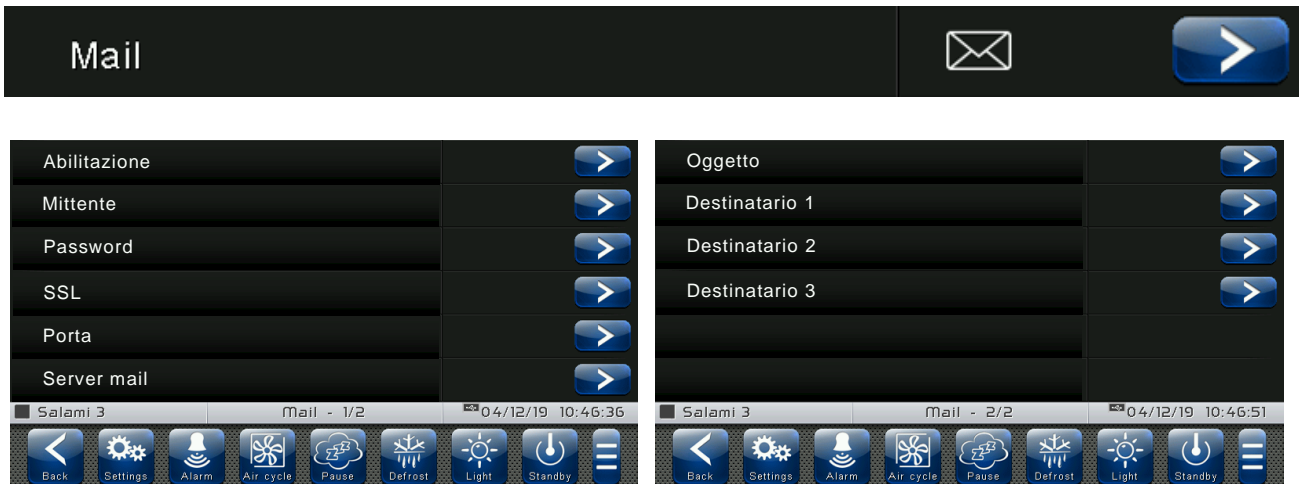 Mail
Abilitazione
Mittente
Password
SSL
Porta
Server mail
Salami 3 Mail - 1/2 04/12/19 10:46:36
Back Settings Alarm Air cycle Pause Defrost Light Standby
Oggetto
Destinatario 1
Destinatario 2
Destinatario 3
Salami 3 Mail - 2/2 04/12/19 10:46:51
Back Settings Alarm Air cycle Pause Defrost Light Standby